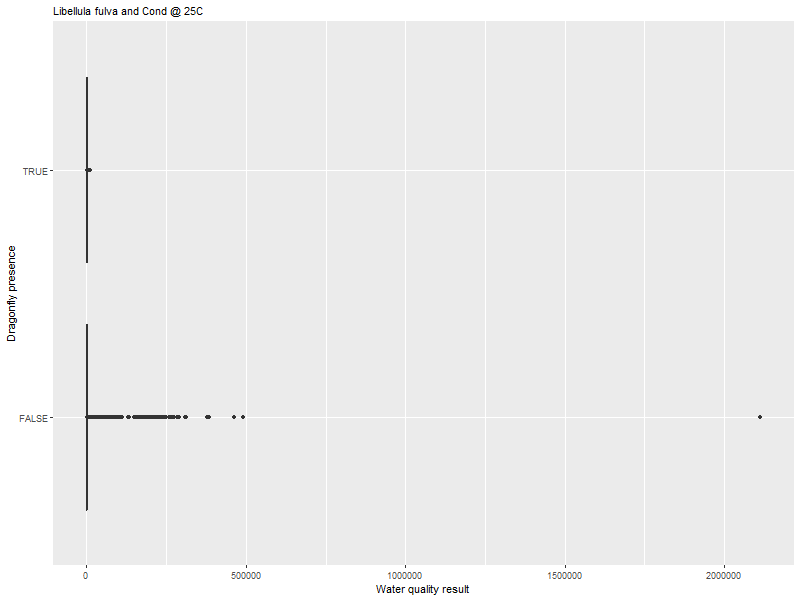 Libellula fulva and Cond @ 25C
TRUE
FALSE
Dragonfly presence
0
500000
1000000
1500000
2000000
Water quality result